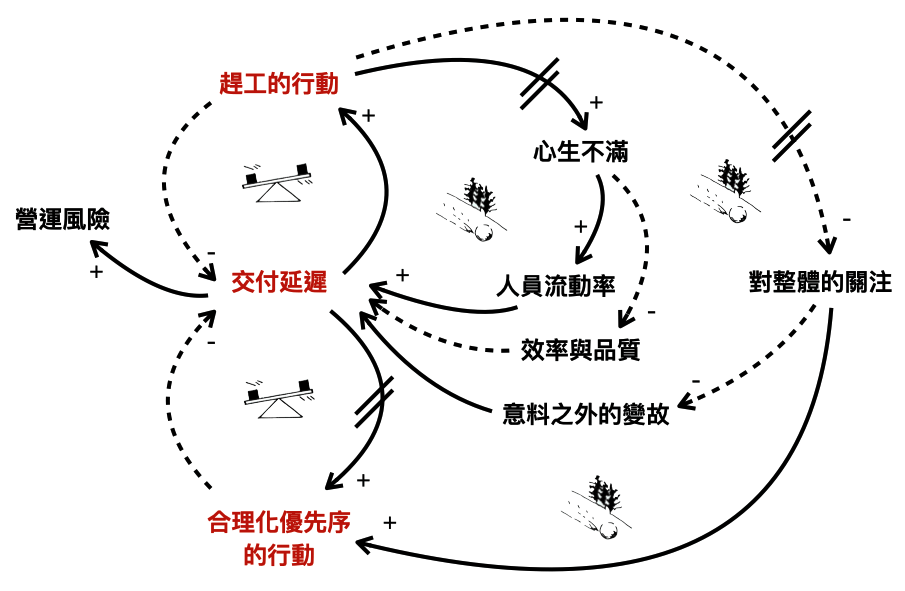 趕工的行動
+
+
心生不滿
-
營運風險
+
-
交付延遲
+
+
人員流動率
對整體的關注
-
-
效率與品質
-
意料之外的變故
+
合理化優先序
的行動
+